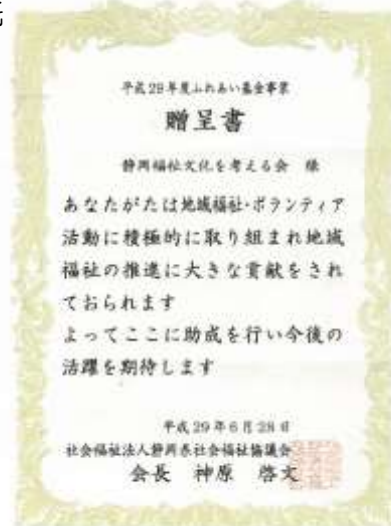 平成29年度ふれあい基金事業
贈呈書
静岡福祉文化を考える会 様
あなたがたは地域福祉・ボランティア
活動に積極的に取り組まれ地域
福祉の推進に大きな貢献をされ
ておられます
よってここに助成を行い今後の
活躍を期待します
平成29年6月28日
社会福祉法人静岡県社会福祉協議会
会長 神原 啓文